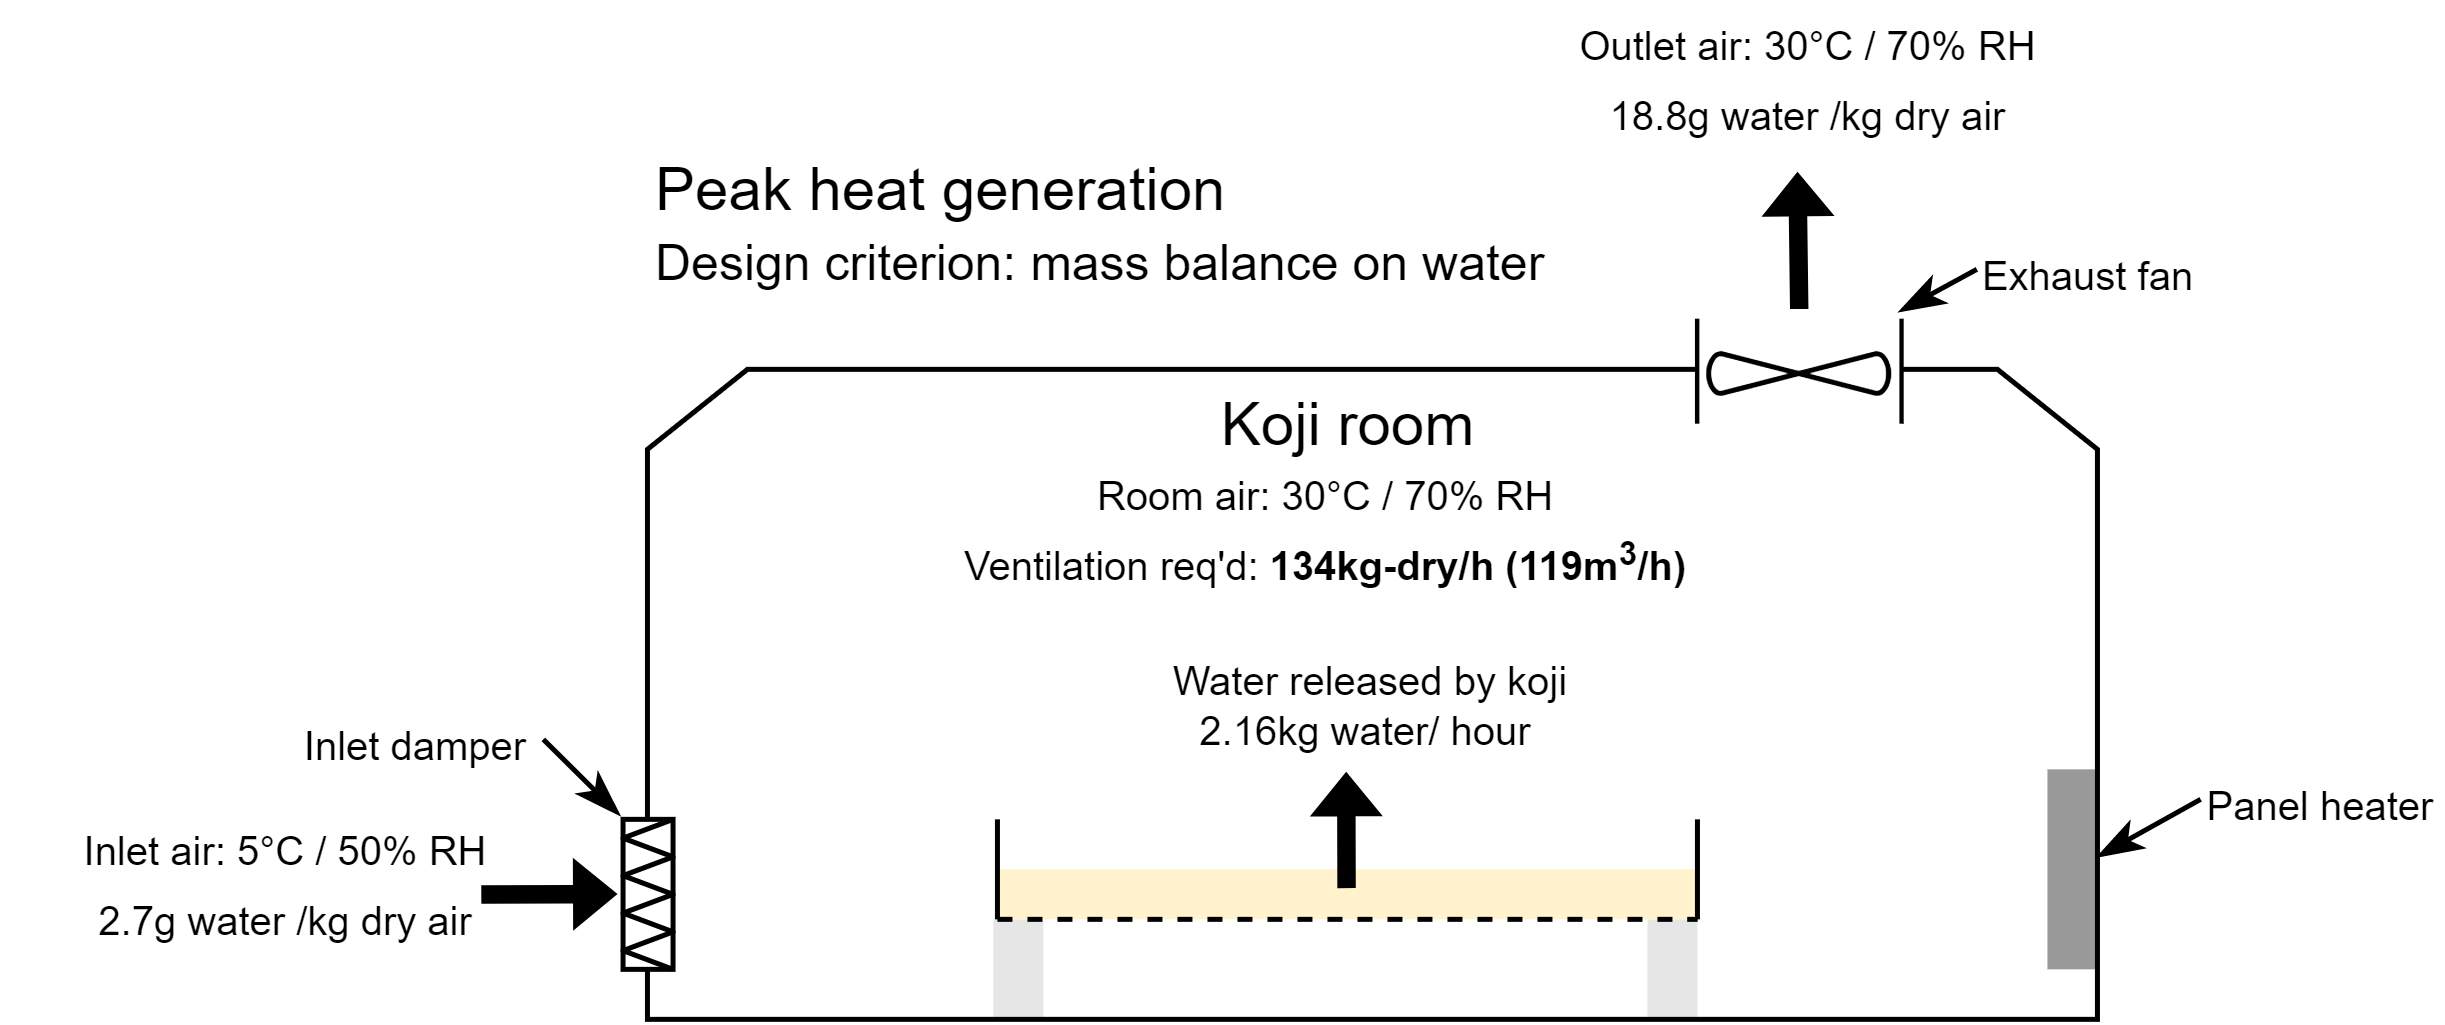 Outlet air: 30°C / 70% RH
18.8g water /kg dry air
Peak heat generation
Design criterion: mass balance on water
Exhaust fan
Koji room
Room air: 30°C / 70% RH
Ventilation req'd: 134kg-dry/h (119m³/h)
Water released by koji
2.16kg water/ hour
Inlet damper
Inlet air: 5°C / 50% RH
2.7g water /kg dry air
Panel heater